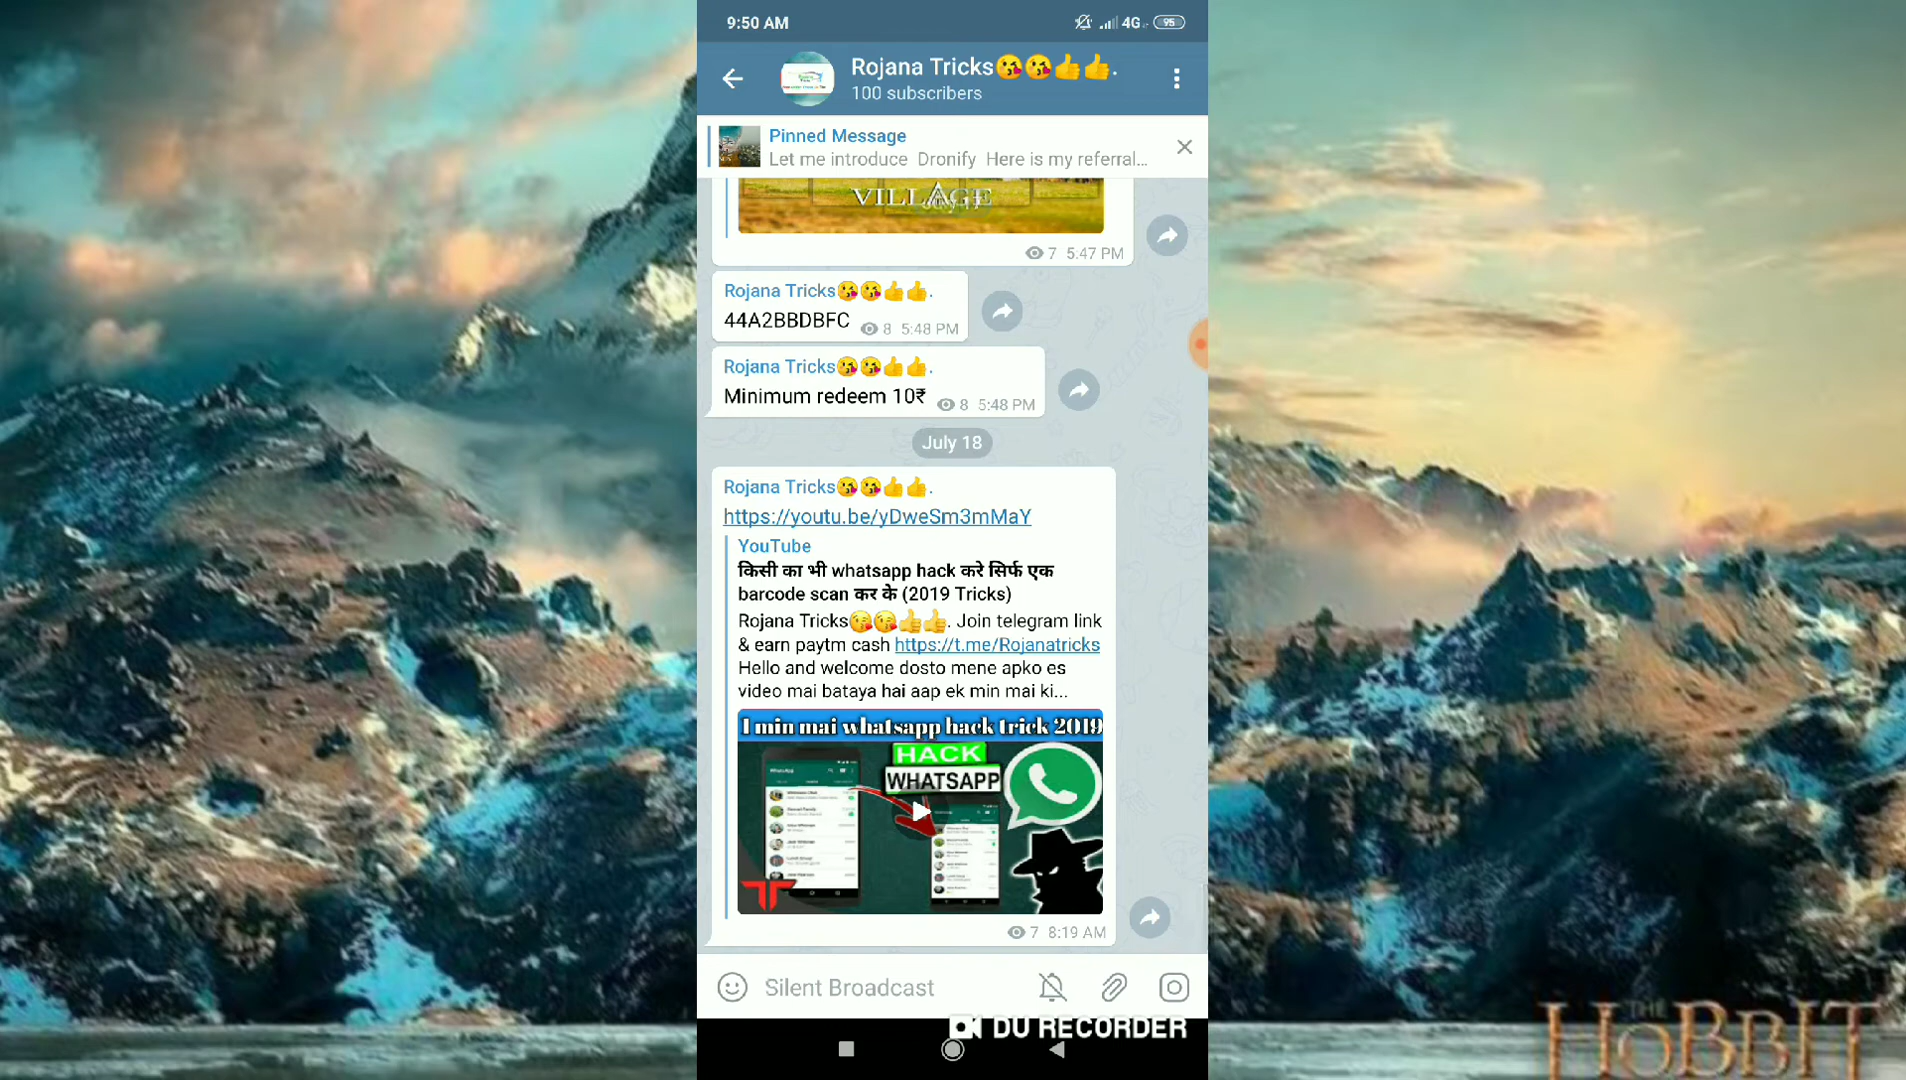 9:50 AM
4G
95
Rojana Tricks😘😘👍👍.
100 subscribers
Pinned Message
Let me introduce Dronify Here is my referral...
VILLAGE
July 17
7 5:47 PM
Rojana Tricks😘😘👍👍.
44A2BBDBFC
8 5:48 PM
Rojana Tricks😘😘👍👍.
Minimum redeem 10₹
8 5:48 PM
July 18
Rojana Tricks😘😘👍👍.
https://youtu.be/yDweSm3mMaY
YouTube
किसी का भी whatsapp hack करे सिर्फ एक
barcode scan कर के (2019 Tricks)
Rojana Tricks😘😘👍👍. Join telegram link
& earn paytm cash https://t.me/Rojanatricks
Hello and welcome dosto mene apko es
video mai bataya hai aap ek min mai ki...
1 min mai whatsapp hack trick 2019
HACK
WHATSAPP
7 8:19 AM
Silent Broadcast
DU RECORDER
THE
HOBBIT